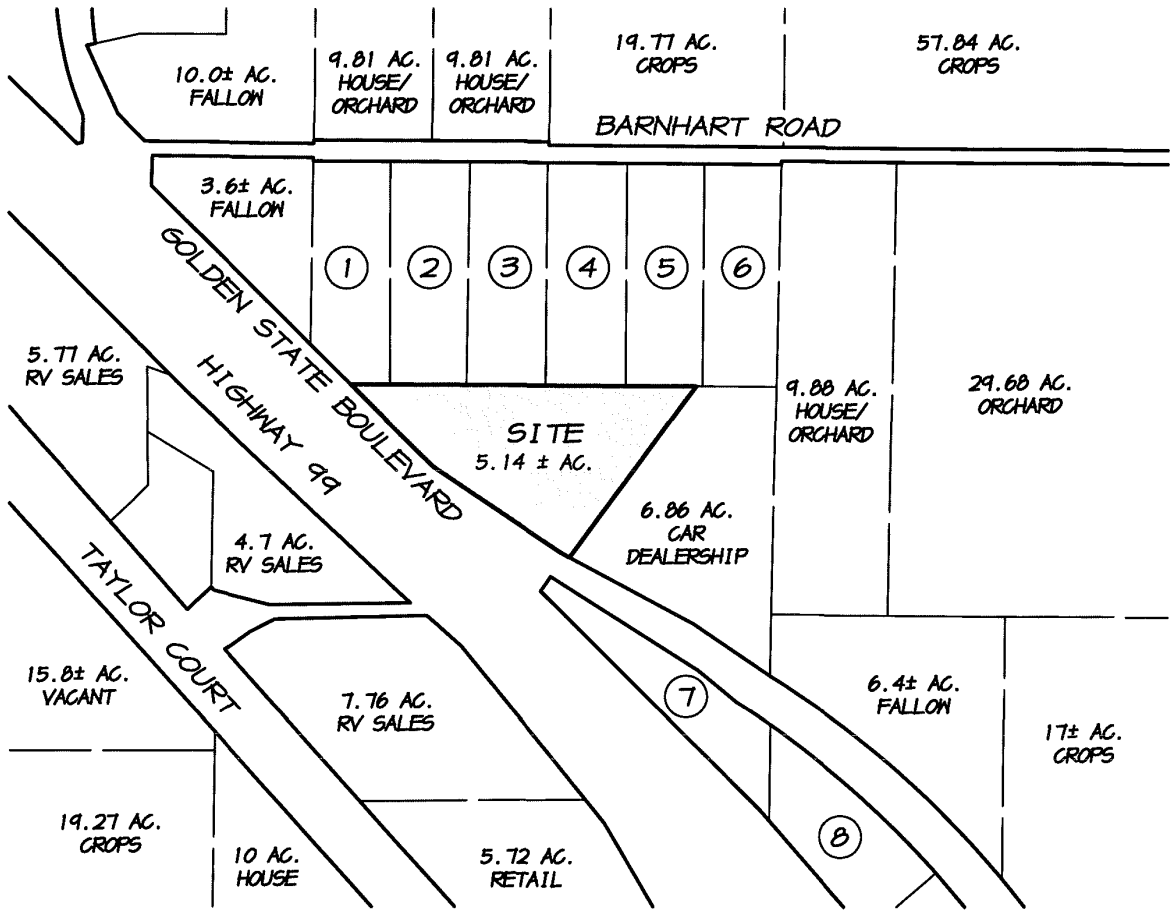 10.0± AC.
FALLOW
9.81 AC.
HOUSE/
ORCHARD
9.81 AC.
HOUSE/
ORCHARD
19.77 AC.
CROPS
57.84 AC.
CROPS
BARNHART ROAD
3.6± AC.
FALLOW
1
2
3
4
5
6
GOLDEN STATE BOULEVARD
HIGHWAY 99
5.77 AC.
RV SALES
SITE
5.14 ± AC.
9.88 AC.
HOUSE/
ORCHARD
29.68 AC.
ORCHARD
6.86 AC.
CAR
DEALERSHIP
4.7 AC.
RV SALES
TAYLOR COURT
15.8± AC.
VACANT
7.76 AC.
RV SALES
7
6.4± AC.
FALLOW
17± AC.
CROPS
19.27 AC.
CROPS
10 AC.
HOUSE
5.72 AC.
RETAIL
8